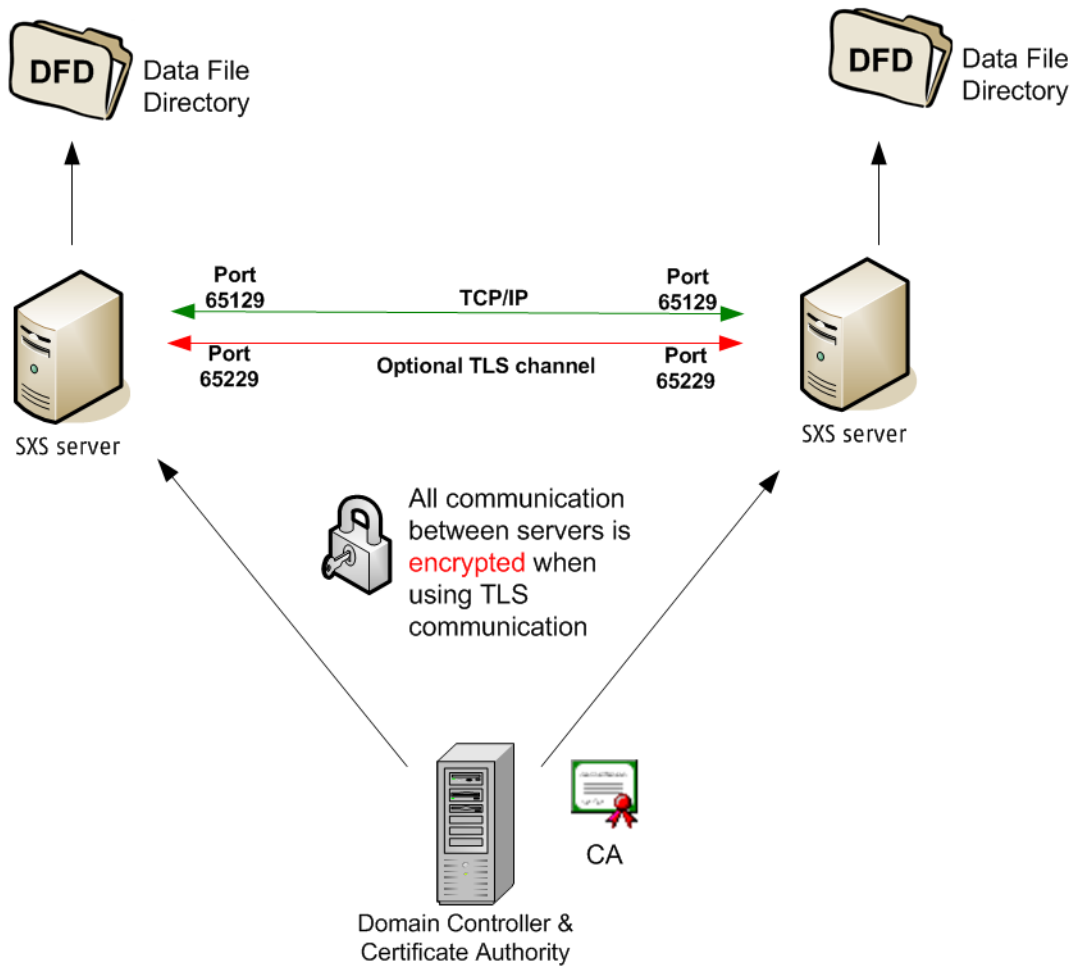 DFD
Data File
Directory
DFD
Data File
Directory
Port
65129
TCP/IP
Port
65129
Port
65229
Optional TLS channel
Port
65229
SXS server
SXS server
All communication
between servers is
encrypted when
using TLS
communication
CA
Domain Controller &
Certificate Authority